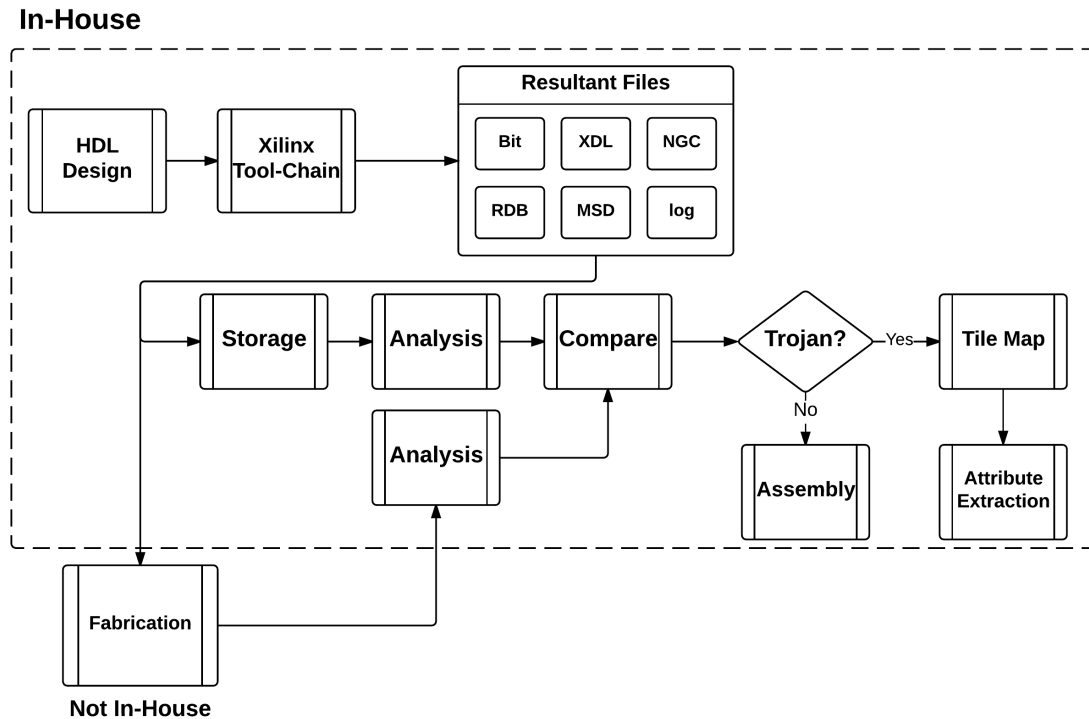 In-House
Resultant Files
HDL
Design
Xilinx
Tool-Chain
Bit
XDL
NGC
RDB
MSD
log
Storage
Analysis
Compare
Trojan?
Yes
Tile Map
No
Analysis
Assembly
Attribute
Extraction
Fabrication
Not In-House